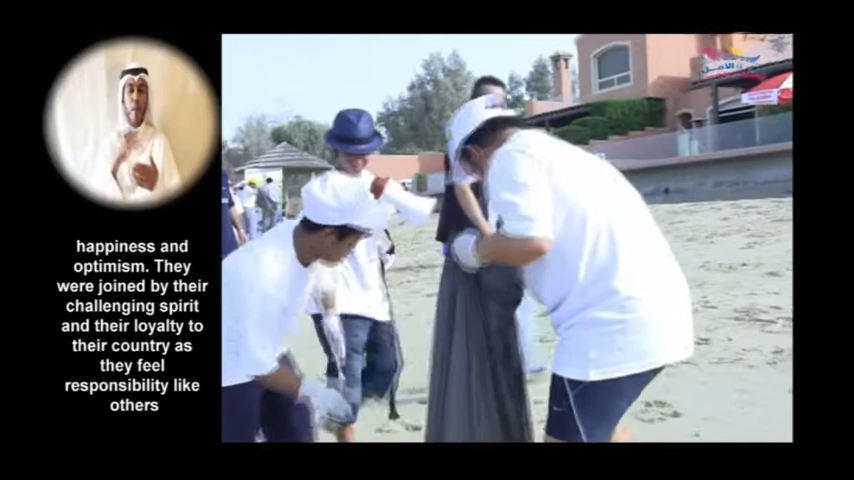 happiness and
optimism. They
were joined by their
challenging spirit
and their loyalty to
their country as
they feel
responsibility like
others
الأمن